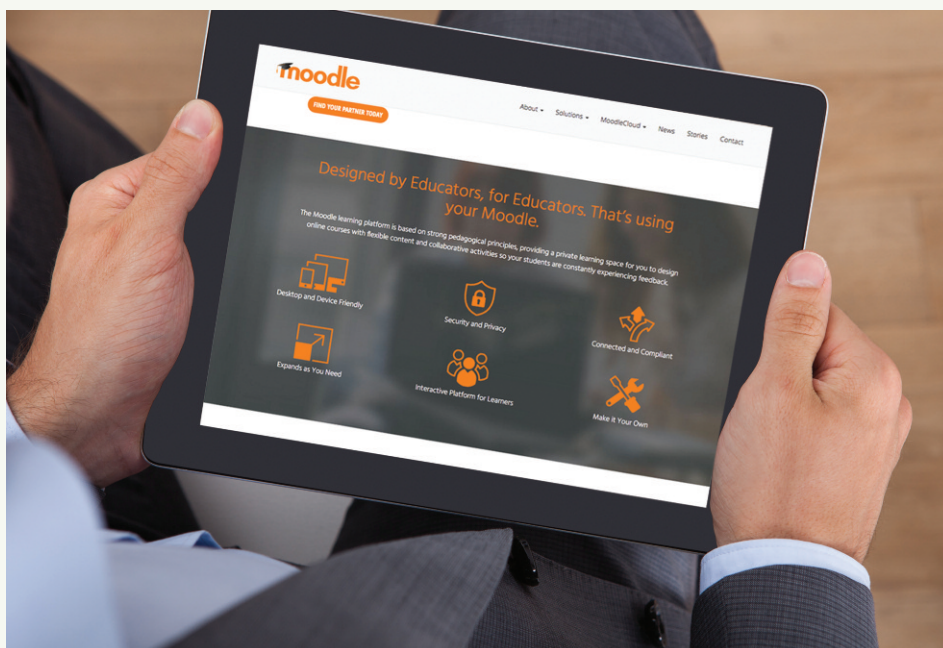 moodle
FIND YOUR PARTNER TODAY
About
Solutions
MoodleCloud
News
Stories
Contact
Designed by Educators, for Educators. That's using
your Moodle.
The Moodle learning platform is based on strong pedagogical principles, providing a private learning space for you to design
online courses with flexible content and collaborative activities so your students are constantly experiencing feedback.
Desktop and Device Friendly
Security and Privacy
Connected and Compliant
Expands as You Need
Interactive Platform for Learners
Make it Your Own